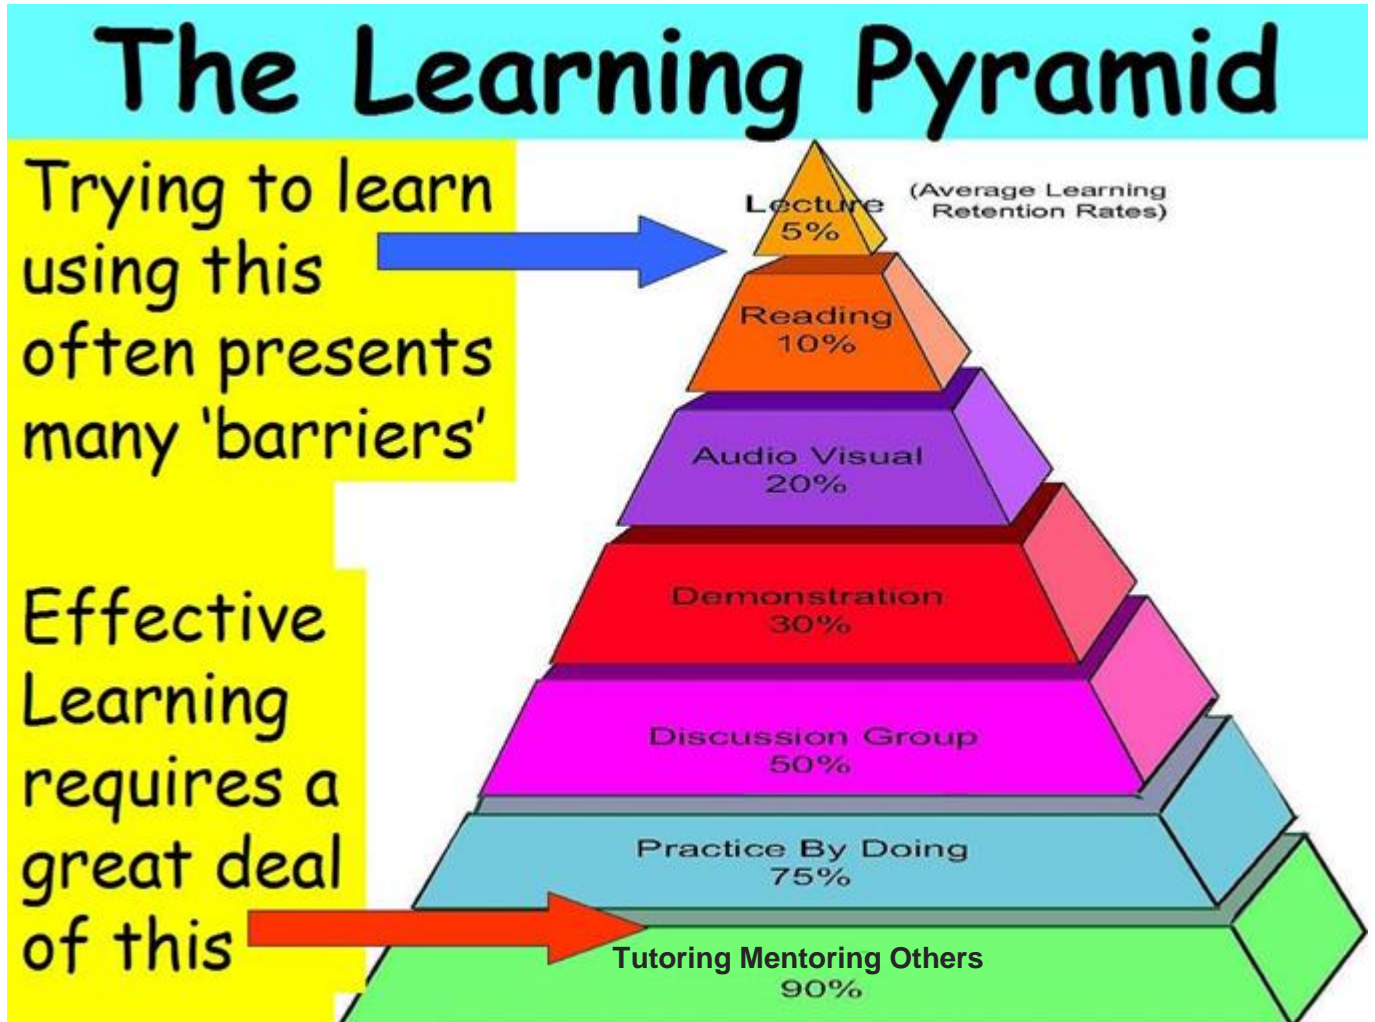 The Learning Pyramid
Trying to learn
using this
often presents
many ‘barriers’
Effective
Learning
requires a
great deal
of this
(Average Learning
Retention Rates)
Lecture
5%
Reading
10%
Audio Visual
20%
Demonstration
30%
Discussion Group
50%
Practice By Doing
75%
Tutoring Mentoring Others
90%